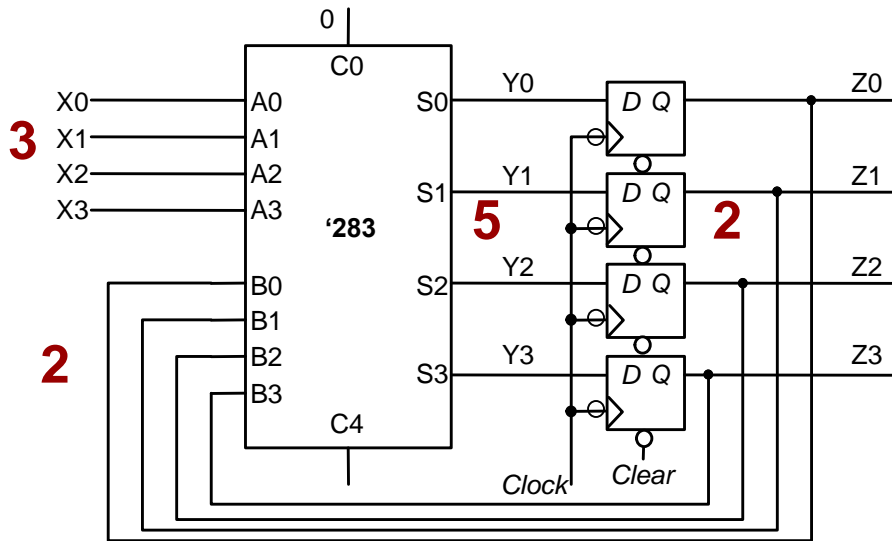 0
C0
X0 A0 S0 Y0 D Q Z0
3 X1 A1
X2 A2
X3 A3 S1 Y1 D Q Z1
‘283 5 2
B0 S2 Y2 D Q Z2
B1
2 B2
B3 S3 Y3 D Q Z3
C4
Clock Clear